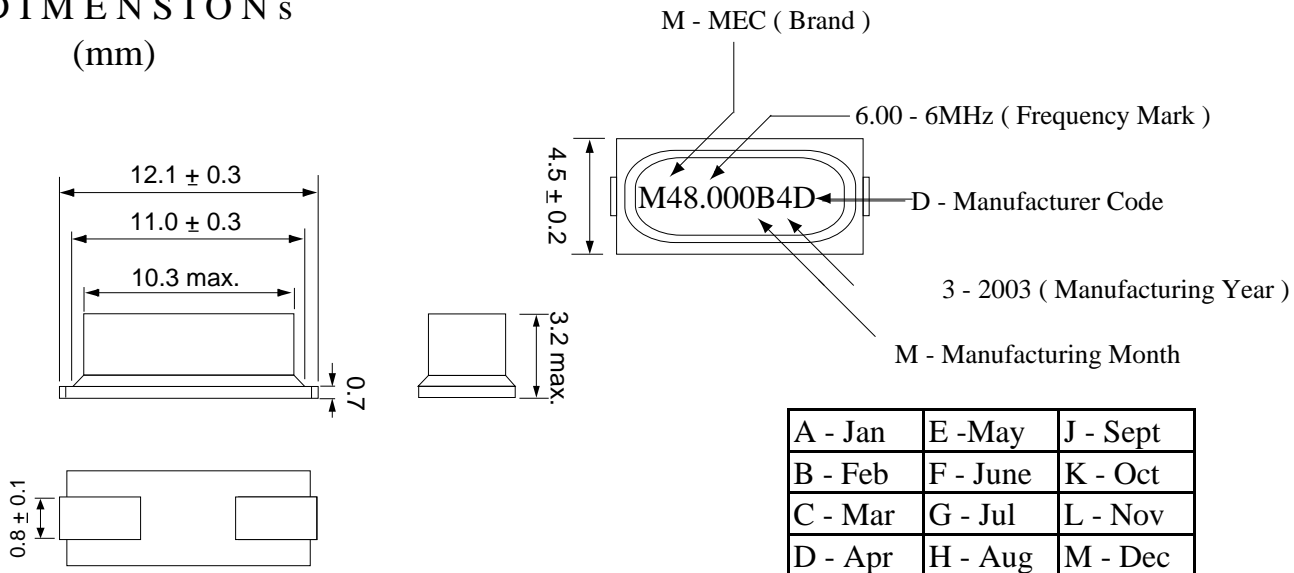 D I M E N S I O N s
(mm)
M - MEC ( Brand )
6.00 - 6MHz ( Frequency Mark )
M48.000B4D
D - Manufacturer Code
3 - 2003 ( Manufacturing Year )
M - Manufacturing Month
4.5 ± 0.2
12.1 ± 0.3
11.0 ± 0.3
10.3 max.
0.7
3.2 max.
0.8 ± 0.1
A - Jan E -May J - Sept
B - Feb F - June K - Oct
C - Mar G - Jul L - Nov
D - Apr H - Aug M - Dec